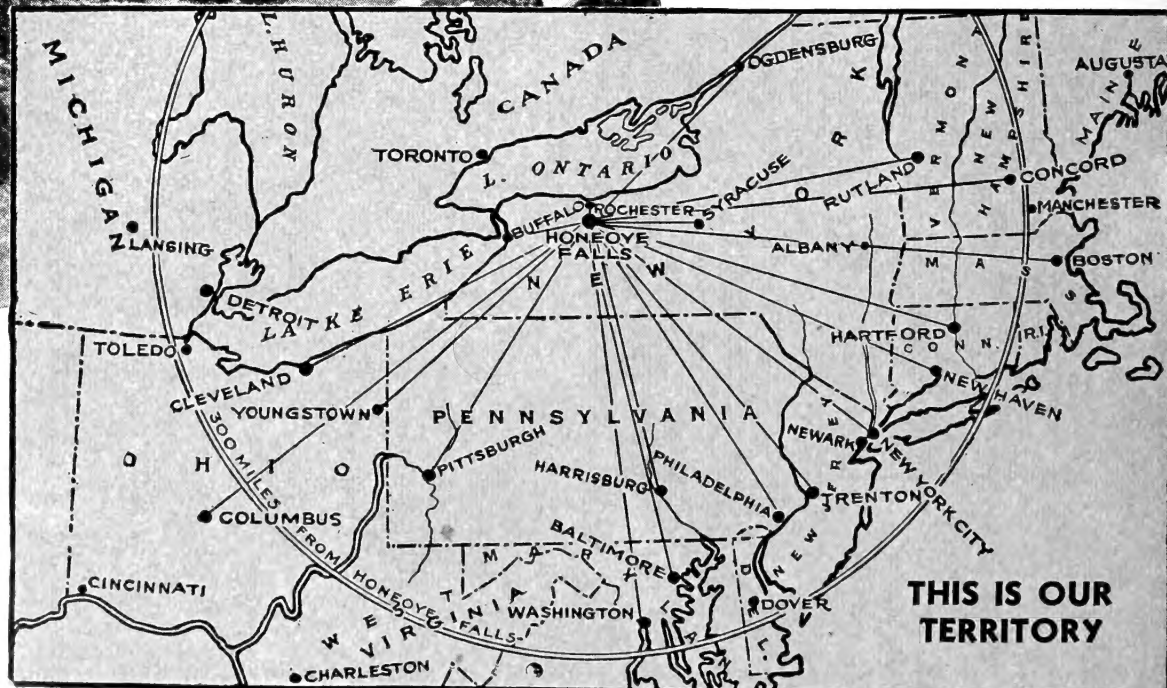 MICHIGAN
L. HURON
CANADA
OGDENSBURG
AUGUSTA
MAINE
VERMONT
NEW HAMPSHIRE
TORONTO
L. ONTARIO
SYRACUSE
RUTLAND
CONCORD
MANCHESTER
BUFFALO
ROCHESTER
HONEOYE
FALLS
NEW YORK
ALBANY
BOSTON
MASS
LANSING
DETROIT
LAKE ERIE
TOLEDO
HARTFORD
CONN.
R.I.
CLEVELAND
NEW HAVEN
YOUNGSTOWN
PENNSYLVANIA
NEWARK
NEW YORK CITY
OHIO
PITTSBURGH
HARRISBURG
PHILADELPHIA
TRENTON
NEW JERSEY
COLUMBUS
BALTIMORE
MARYLAND
300 MILES FROM HONEOYE FALLS
CINCINNATI
WEST
VIRGINIA
WASHINGTON
DOVER
DEL.
CHARLESTON
THIS IS OUR
TERRITORY